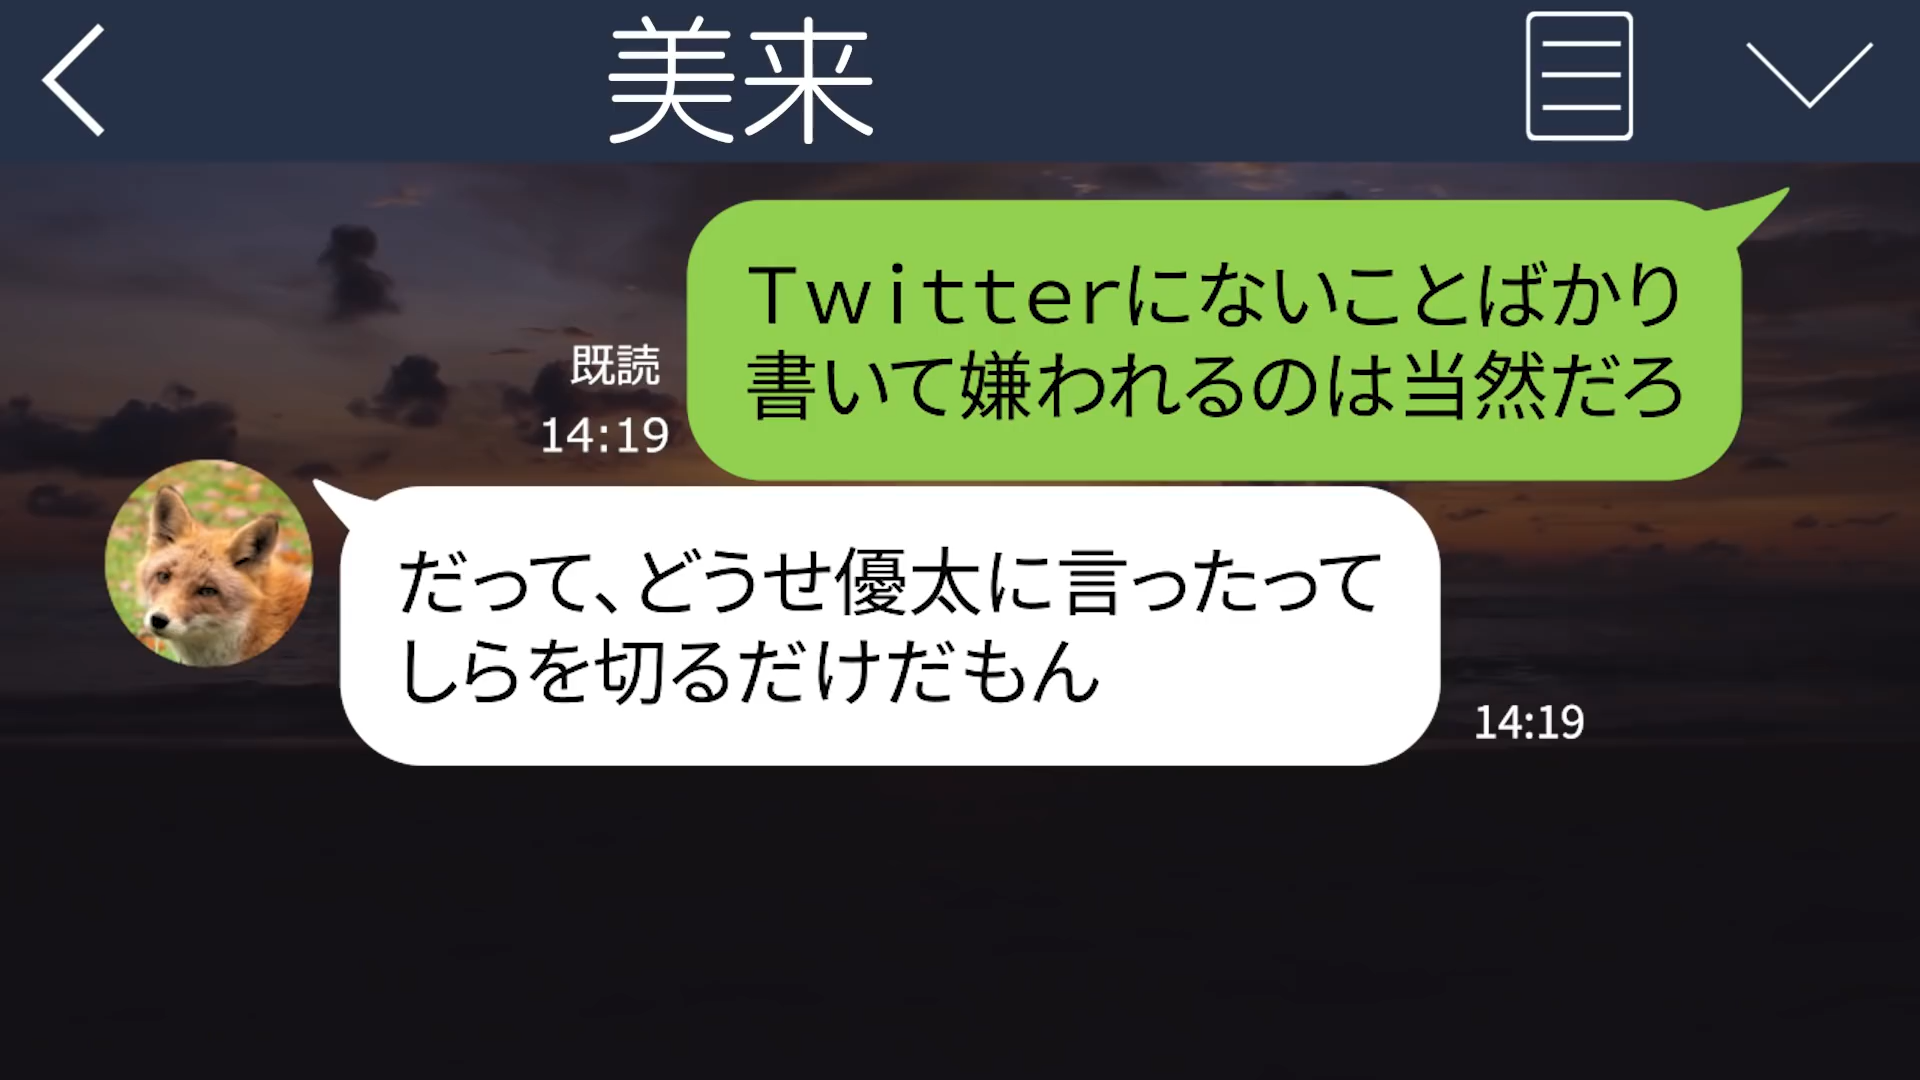 美来
Ｔｗｉｔｔｅｒにないことばかり
書いて嫌われるのは当然だろ
既読
14:19
だって、どうせ優太に言ったって
しらを切るだけだもん
14:19